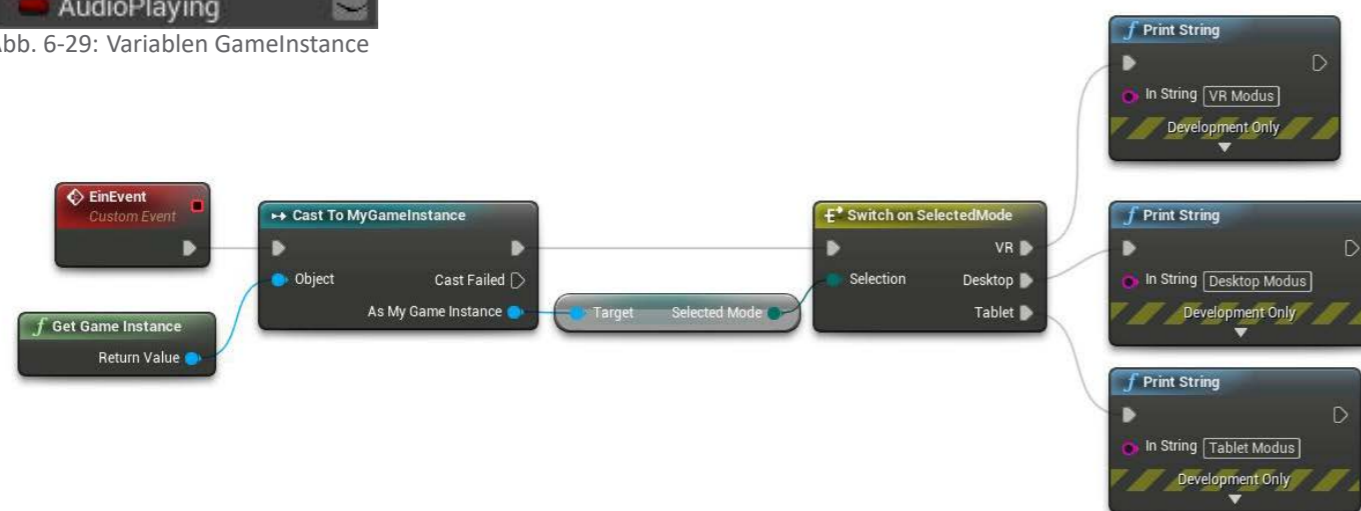 AudioPlaying
Abb. 6-29: Variablen GameInstance
EinEvent
Custom Event
Get Game Instance
Return Value
Cast To MyGameInstance
Object
Cast Failed
As My Game Instance
Target Selected Mode
Switch on SelectedMode
VR
Selection Desktop
Tablet
Print String
In String VR Modus
Development Only
Print String
In String Desktop Modus
Development Only
Print String
In String Tablet Modus
Development Only